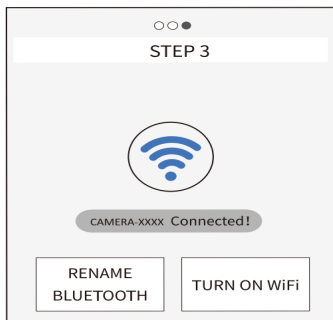 STEP 3
CAMERA-XXXX Connected!
RENAME
BLUETOOTH
TURN ON WiFi